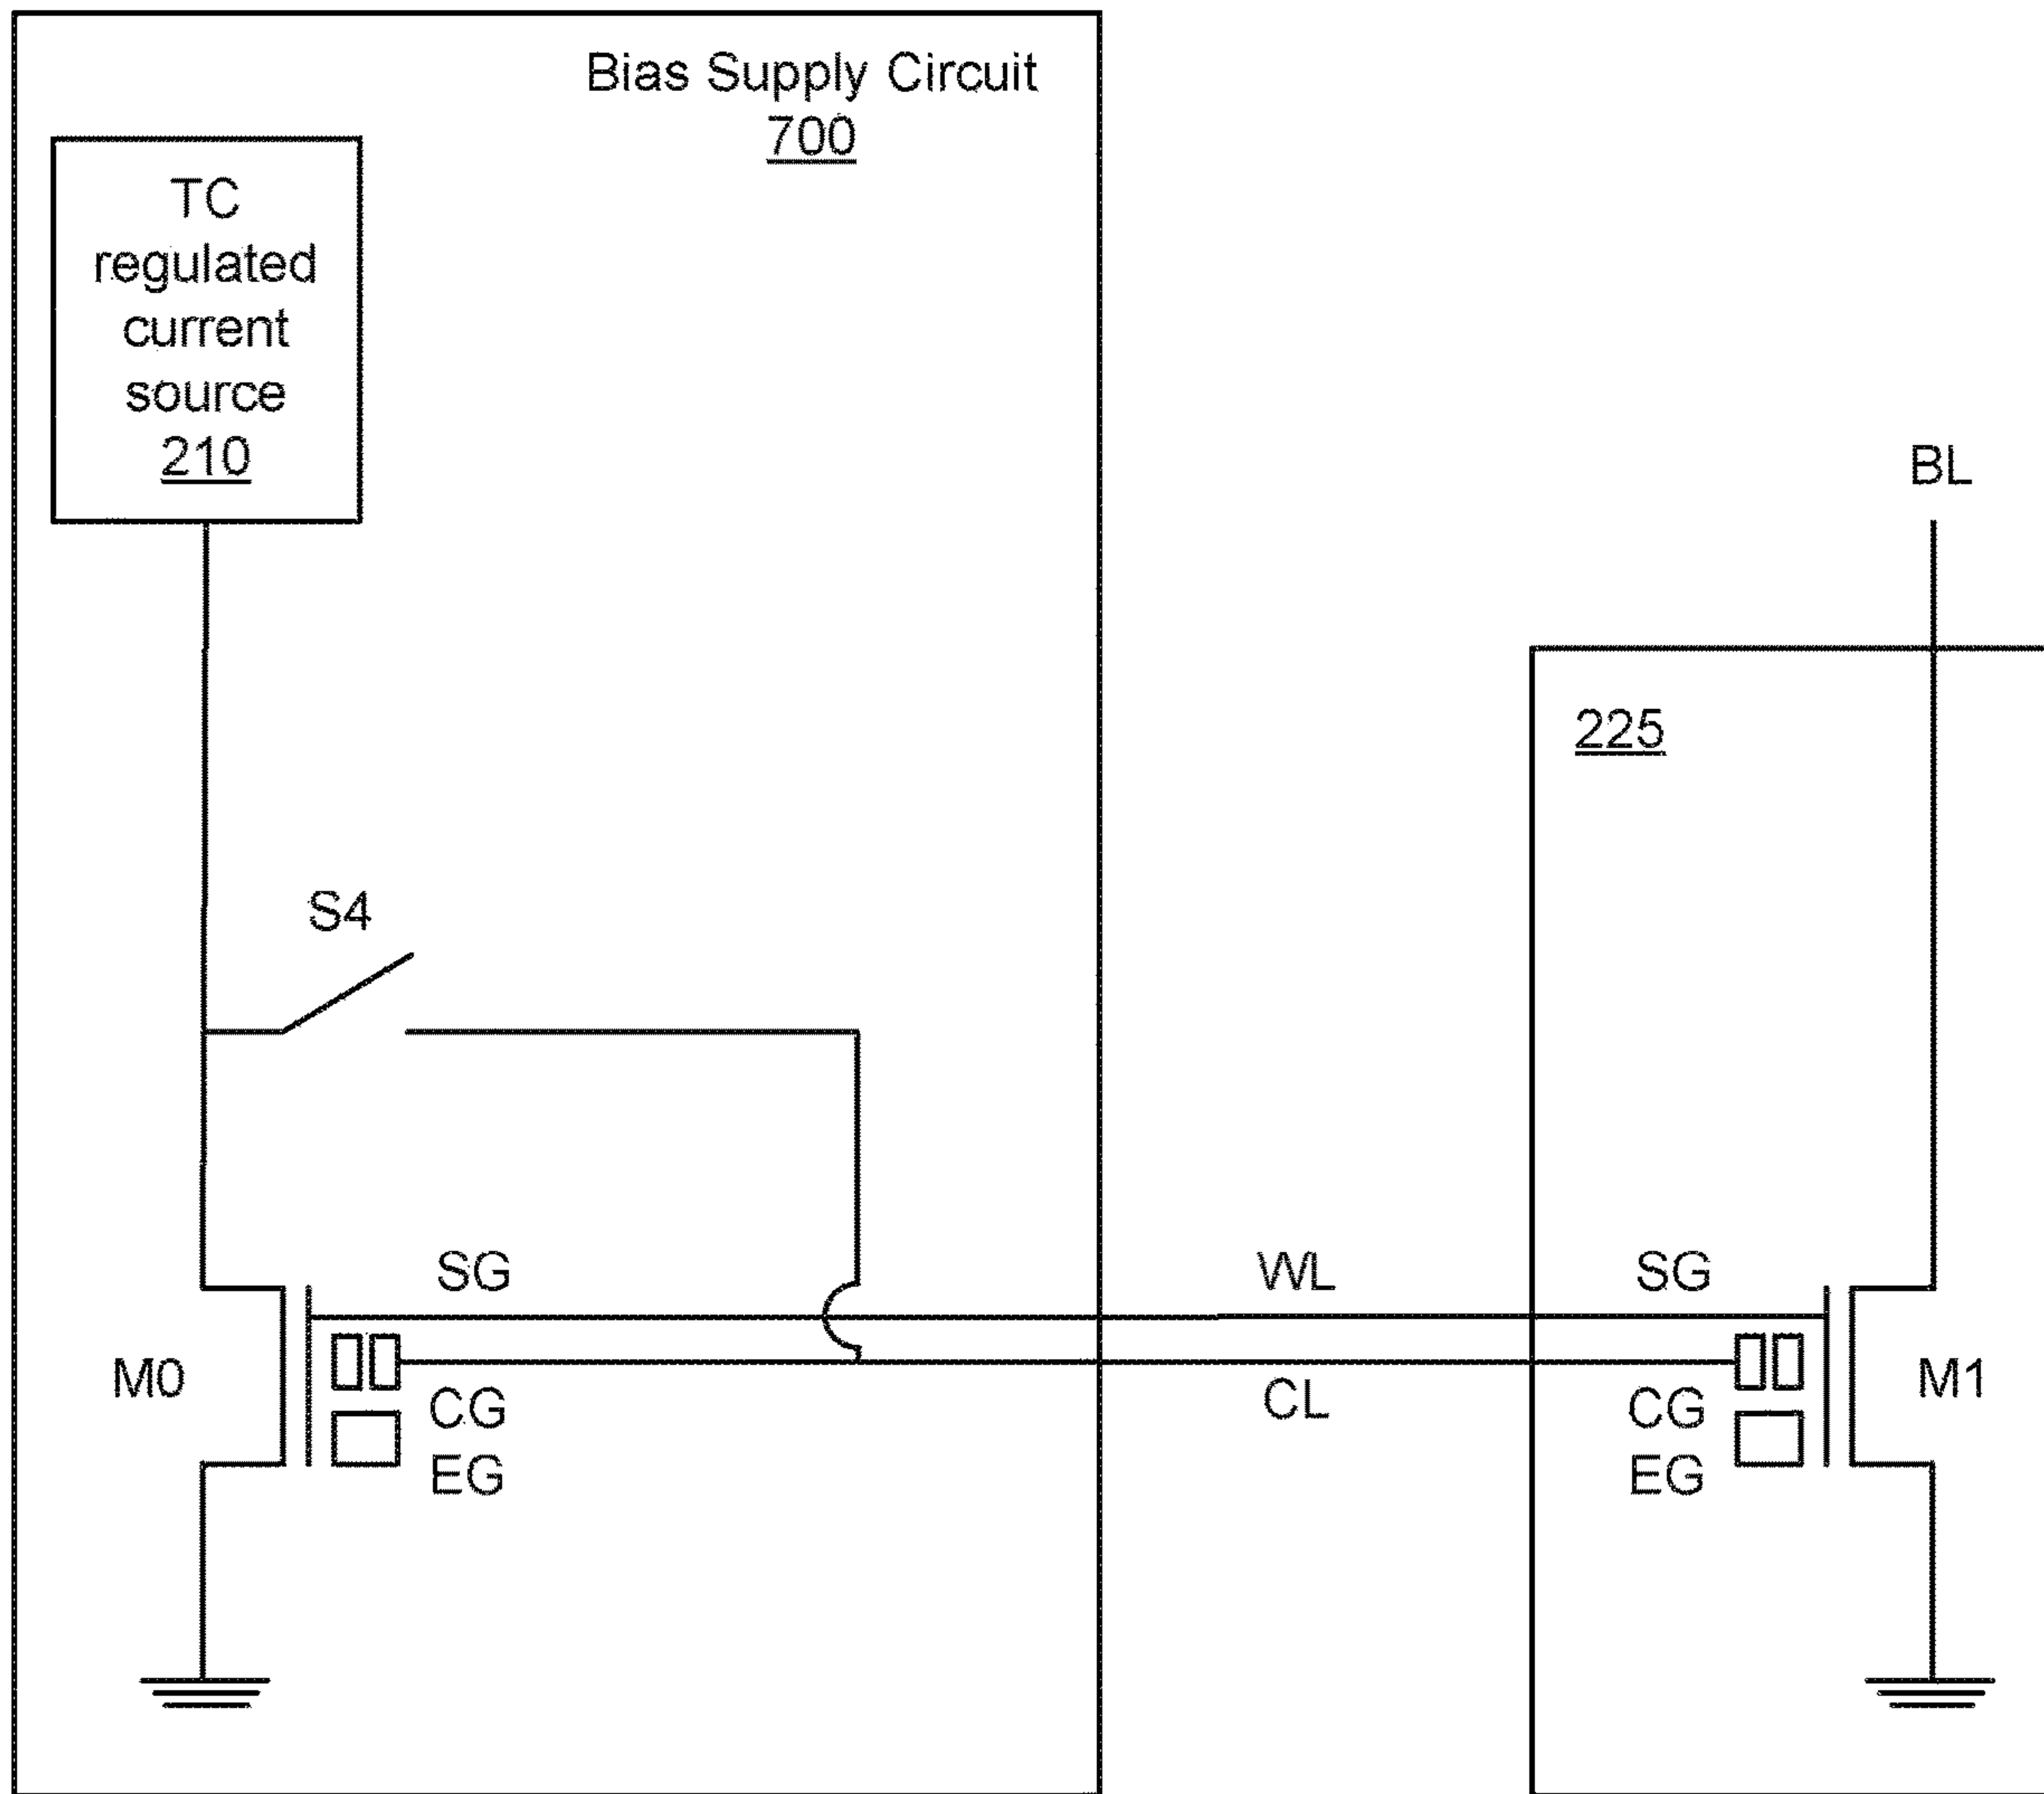 Bias Supply Circuit
700
TC
regulated
current
source
210
BL
225
S4
SG
WL
SG
M0
CG
EG
CL
CG
EG
M1